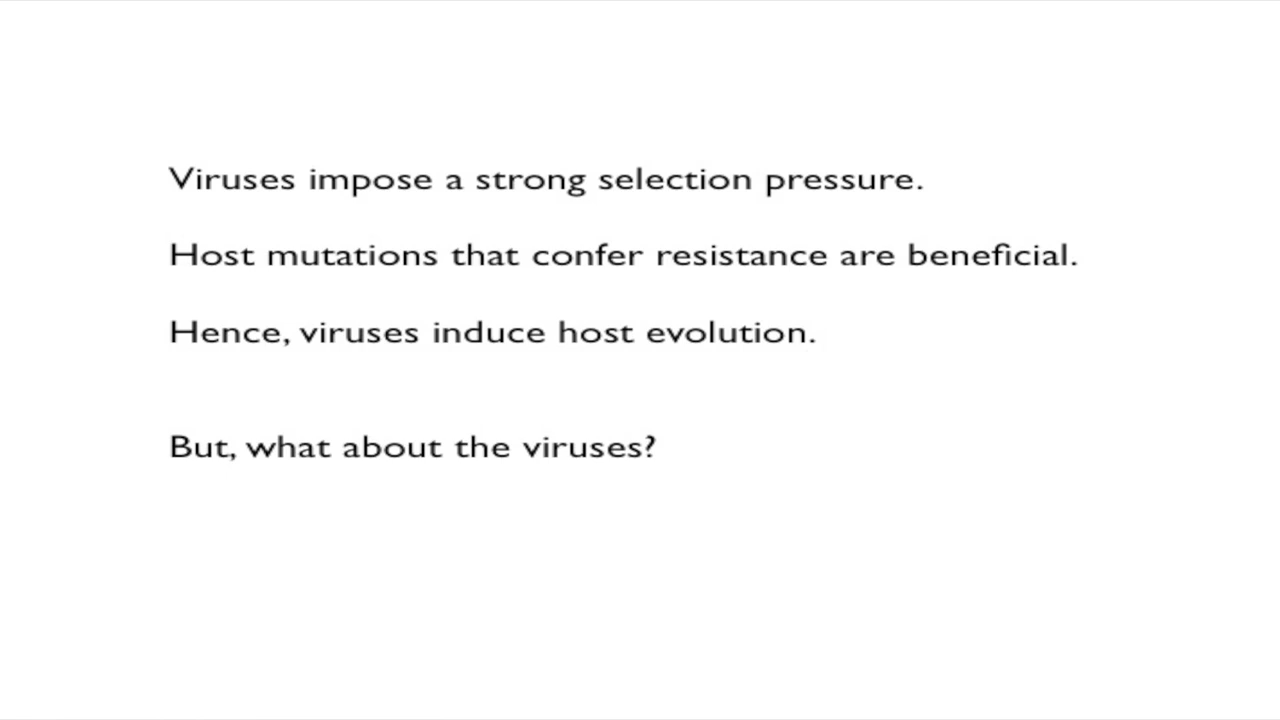 Viruses impose a strong selection pressure.
Host mutations that confer resistance are beneficial.
Hence, viruses induce host evolution.
But, what about the viruses?